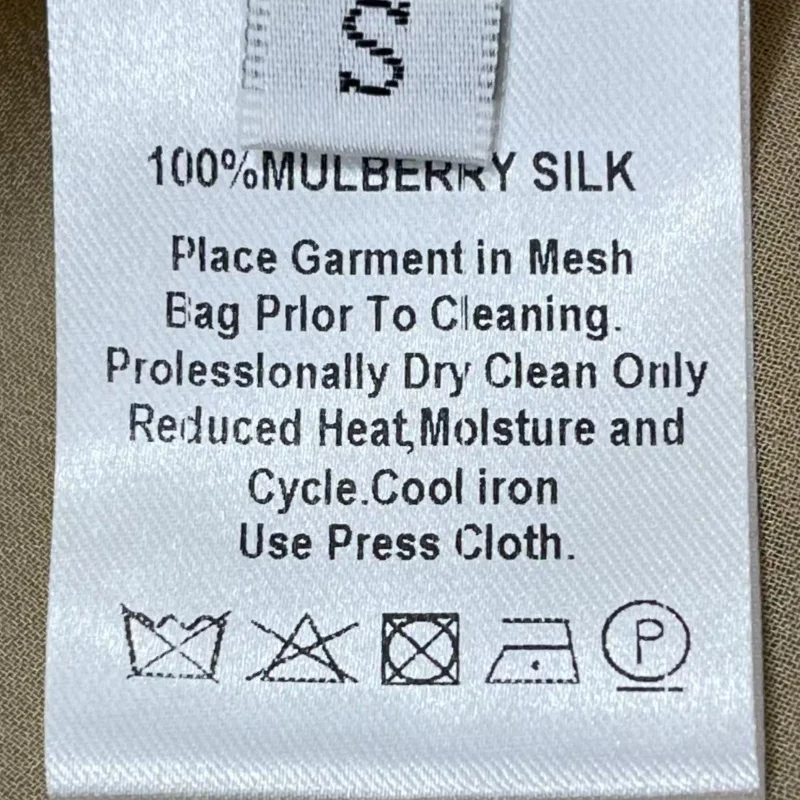 S
100%MULBERRY SILK
Place Garment in Mesh
Bag Prlor To Cleaning.
Prolesslonally Dry Clean Only
Reduced Heat,Molsture and
Cycle.Cool iron
Use Press Cloth.
P